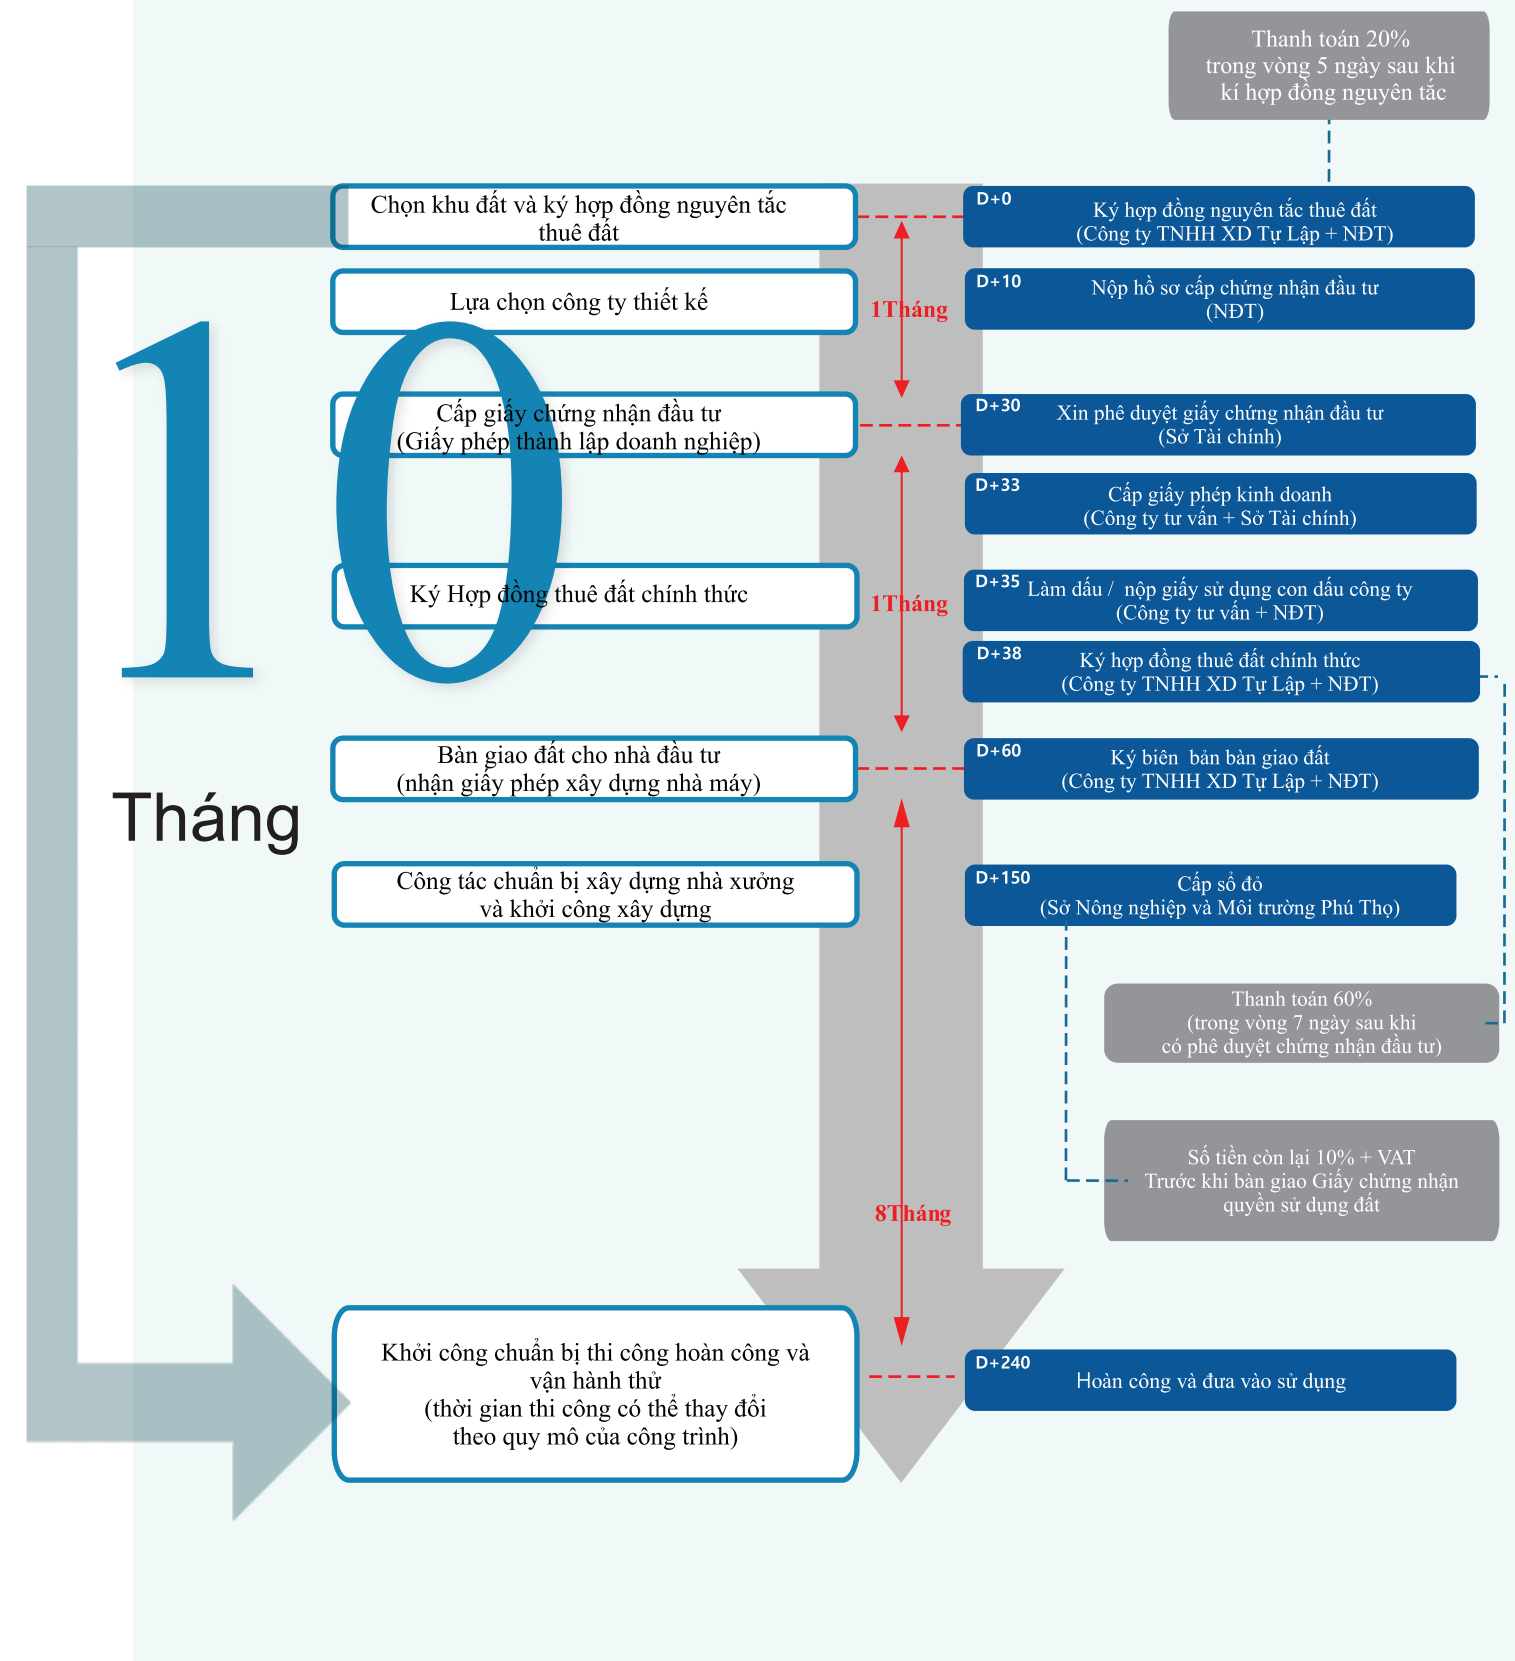 Thanh toán 20%
trong vòng 5 ngày sau khi
kí hợp đồng nguyên tắc
Chọn khu đất và ký hợp đồng nguyên tắc
thuê đất
D+0
Ký hợp đồng nguyên tắc thuê đất
(Công ty TNHH XD Tự Lập + NĐT)
Lựa chọn công ty thiết kế
1Tháng
D+10
Nộp hồ sơ cấp chứng nhận đầu tư
(NĐT)
10
Tháng
Cấp giấy chứng nhận đầu tư
(Giấy phép thành lập doanh nghiệp)
D+30
Xin phê duyệt giấy chứng nhận đầu tư
(Sở Tài chính)
D+33
Cấp giấy phép kinh doanh
(Công ty tư vấn + Sở Tài chính)
Ký Hợp đồng thuê đất chính thức
1Tháng
D+35
Làm dấu / nộp giấy sử dụng con dấu công ty
(Công ty tư vấn + NĐT)
D+38
Ký hợp đồng thuê đất chính thức
(Công ty TNHH XD Tự Lập + NĐT)
Bàn giao đất cho nhà đầu tư
(nhận giấy phép xây dựng nhà máy)
D+60
Ký biên bản bàn giao đất
(Công ty TNHH XD Tự Lập + NĐT)
Công tác chuẩn bị xây dựng nhà xưởng
và khởi công xây dựng
D+150
Cấp sổ đỏ
(Sở Nông nghiệp và Môi trường Phú Thọ)
Thanh toán 60%
(trong vòng 7 ngày sau khi
có phê duyệt chứng nhận đầu tư)
Số tiền còn lại 10% + VAT
Trước khi bàn giao Giấy chứng nhận
quyền sử dụng đất
8Tháng
Khởi công chuẩn bị thi công hoàn công và
vận hành thử
(thời gian thi công có thể thay đổi
theo quy mô của công trình)
D+240
Hoàn công và đưa vào sử dụng